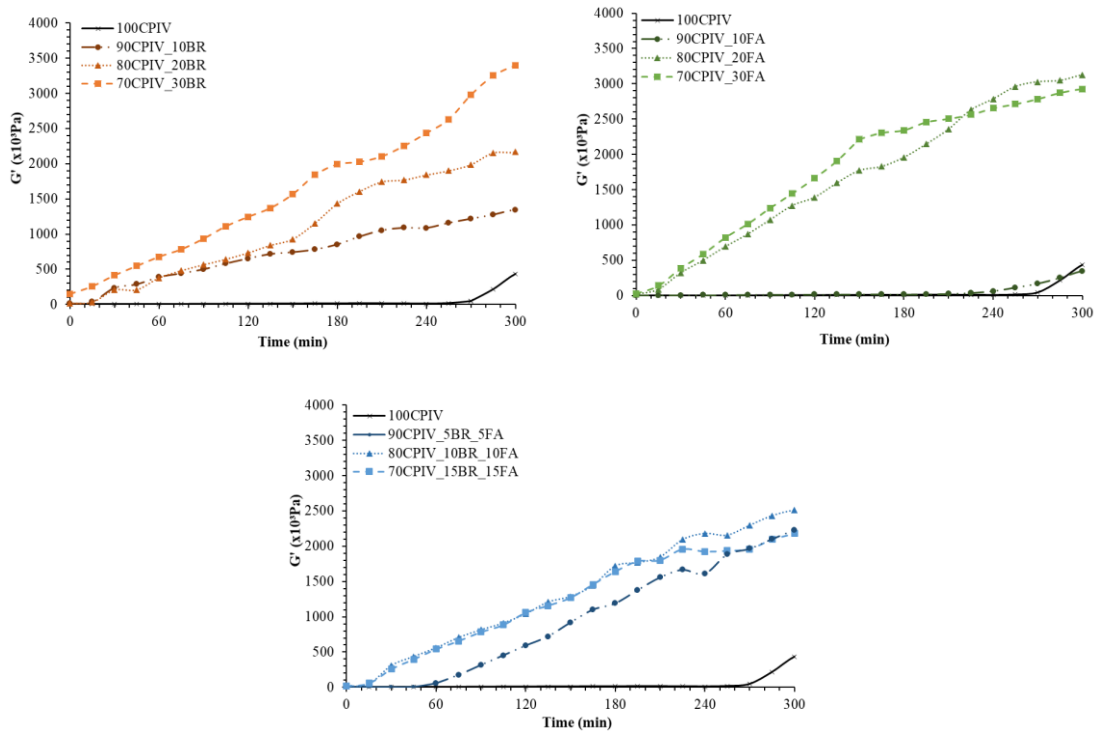 4000
3500
3000
2500
2000
1500
1000
500
0
G' (x10³Pa)
100CPIV
90CPIV_10BR
80CPIV_20BR
70CPIV_30BR
0 60 120 180 240 300
Time (min)
4000
3500
3000
2500
2000
1500
1000
500
0
G' (x10³Pa)
100CPIV
90CPIV_10FA
80CPIV_20FA
70CPIV_30FA
0 60 120 180 240 300
Time (min)
4000
3500
3000
2500
2000
1500
1000
500
0
G' (x10³Pa)
100CPIV
90CPIV_5BR_5FA
80CPIV_10BR_10FA
70CPIV_15BR_15FA
0 60 120 180 240 300
Time (min)